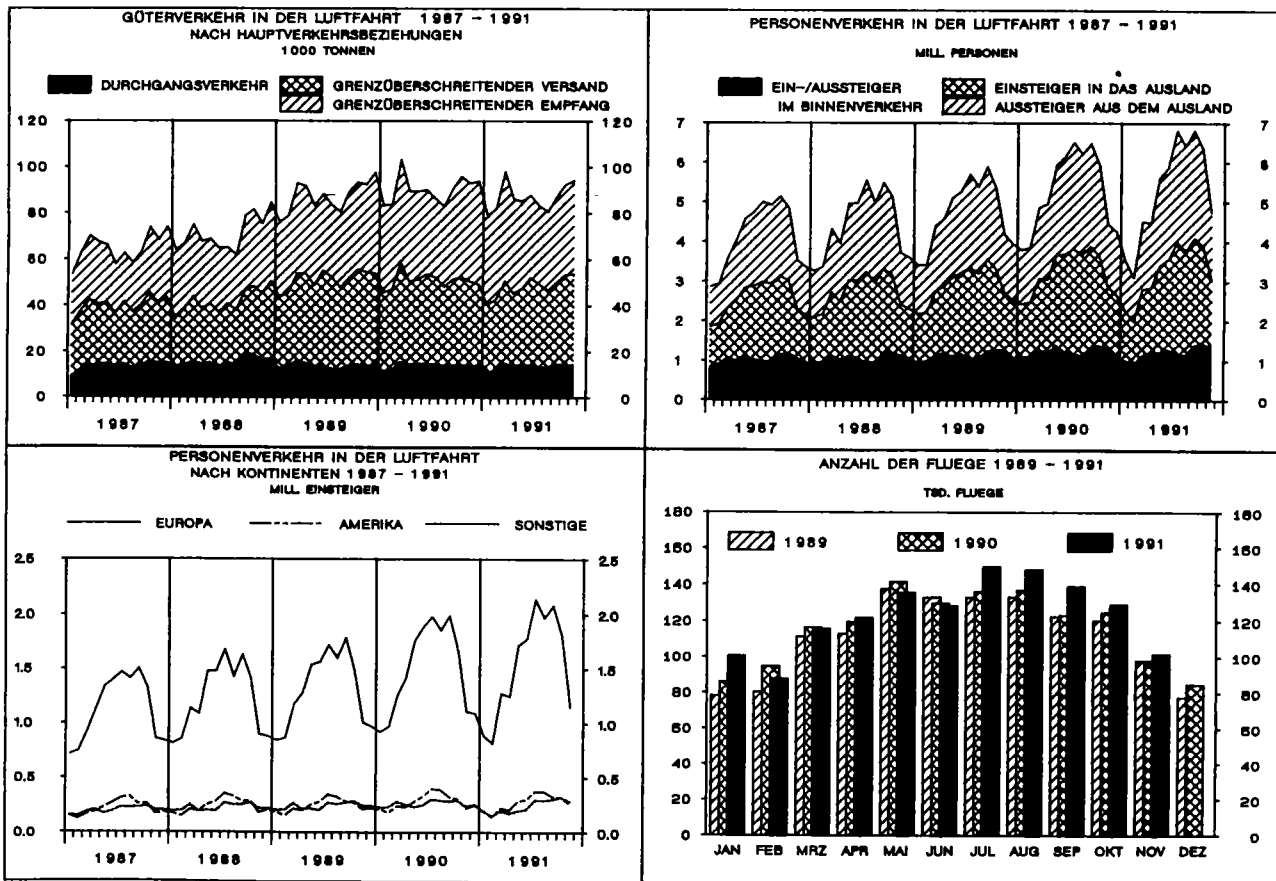 GÜTERVERKEHR IN DER LUFTFAHRT 1987 - 1991
NACH HAUPTVERKEHRSBEZIEHUNGEN
1000 TONNEN
DURCHGANGSVERKEHR
GRENZÜBERSCHREITENDER VERSAND
GRENZÜBERSCHREITENDER EMPFANG
120 120
100 100
80 80
60 60
40 40
20 20
0 0
1987 1988 1989 1990 1991
PERSONENVERKEHR IN DER LUFTFAHRT 1987 - 1991
MILL. PERSONEN
EIN-/AUSSTEIGER
IM BINNENVERKEHR
EINSTEIGER IN DAS AUSLAND
AUSSTEIGER AUS DEM AUSLAND
7 7
6 6
5 5
4 4
3 3
2 2
1 1
0 0
1987 1988 1989 1990 1991
PERSONENVERKEHR IN DER LUFTFAHRT
NACH KONTINENTEN 1987 - 1991
MILL. EINSTEIGER
EUROPA AMERIKA SONSTIGE
2.5 2.5
2.0 2.0
1.5 1.5
1.0 1.0
0.5 0.5
0.0 0.0
1987 1988 1989 1990 1991
ANZAHL DER FLUEGE 1989 - 1991
TSD. FLUEGE
1989 1990 1991
180 180
160 160
140 140
120 120
100 100
80 80
60 60
40 40
20 20
0 0
JAN FEB MRZ APR MAI JUN JUL AUG SEP OKT NOV DEZ